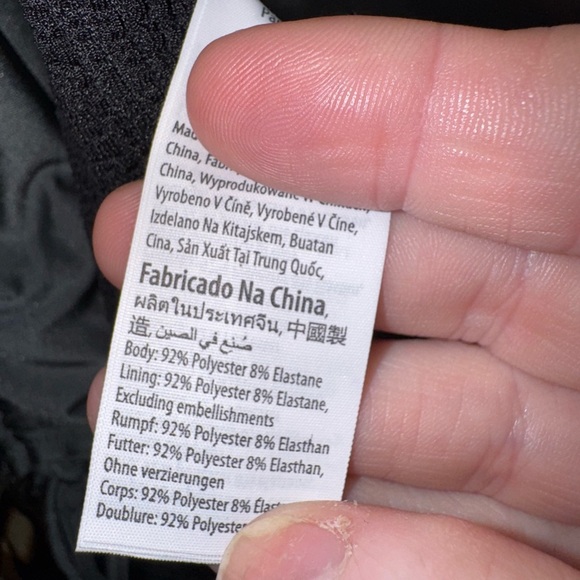 China,
China, Wyprodukowano W
Vyrobeno V Číně, Vyrobené V Číne,
Izdelano Na Kitajskem, Buatan
Cina, Sản Xuất Tại Trung Quốc,
Fabricado Na China,
ผลิตในประเทศจีน, 中國製
造, صُنع في الصين
Body: 92% Polyester 8% Elastane
Lining: 92% Polyester 8% Elastane,
Excluding embellishments
Rumpf: 92% Polyester 8% Elasthan
Futter: 92% Polyester 8% Elasthan,
Ohne verzierungen
Corps: 92% Polyester 8%
Doublure: 92% Polyester